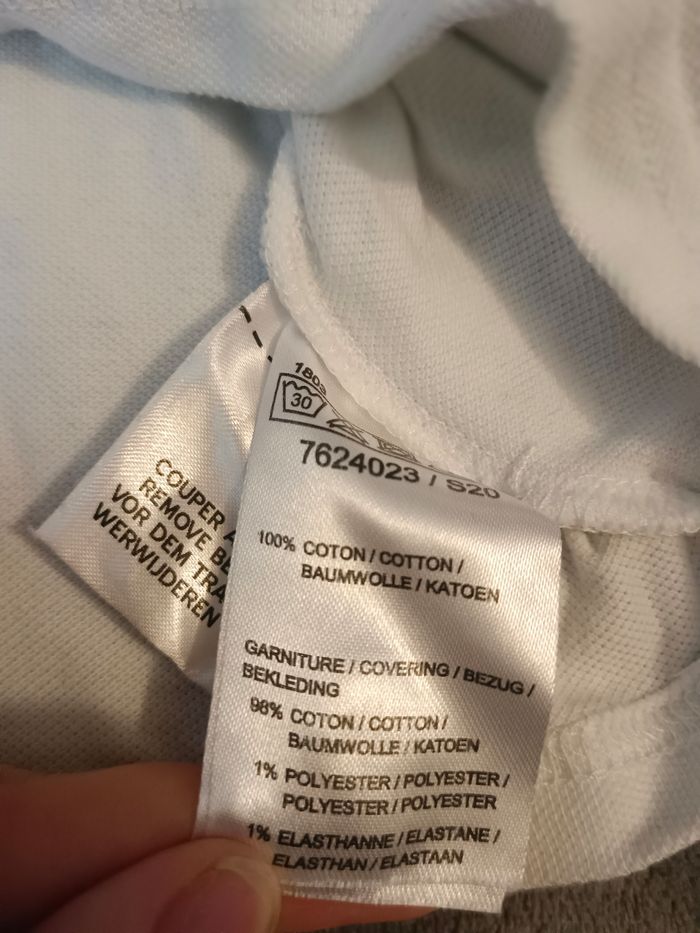 COUPER
REMOVE
VOR DEM
WERWIJDEREN
30
7624023 / S20
100% COTON / COTTON /
BAUMWOLLE / KATOEN
GARNITURE / COVERING / BEZUG /
BEKLEDING
98% COTON / COTTON /
BAUMWOLLE / KATOEN
1% POLYESTER / POLYESTER /
POLYESTER / POLYESTER
1% ELASTHANNE / ELASTANE /
ELASTHAN / ELASTAAN